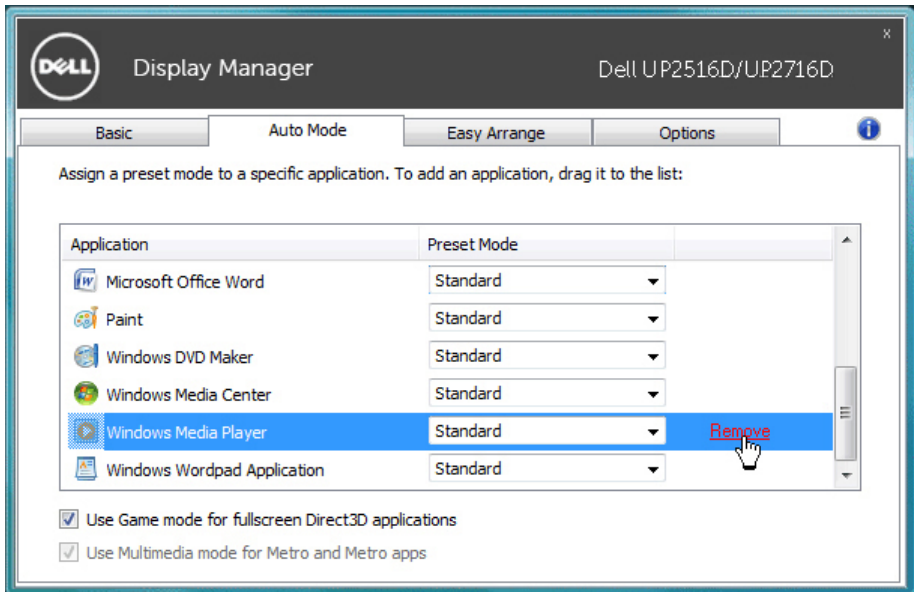 x
DELL
Display Manager
Dell UP2516D/UP2716D
Basic
Auto Mode
Easy Arrange
Options
i
Assign a preset mode to a specific application. To add an application, drag it to the list:
Application Preset Mode
Microsoft Office Word Standard
Paint Standard
Windows DVD Maker Standard
Windows Media Center Standard
Windows Media Player Standard Remove
Windows Wordpad Application Standard
Use Game mode for fullscreen Direct3D applications
Use Multimedia mode for Metro and Metro apps